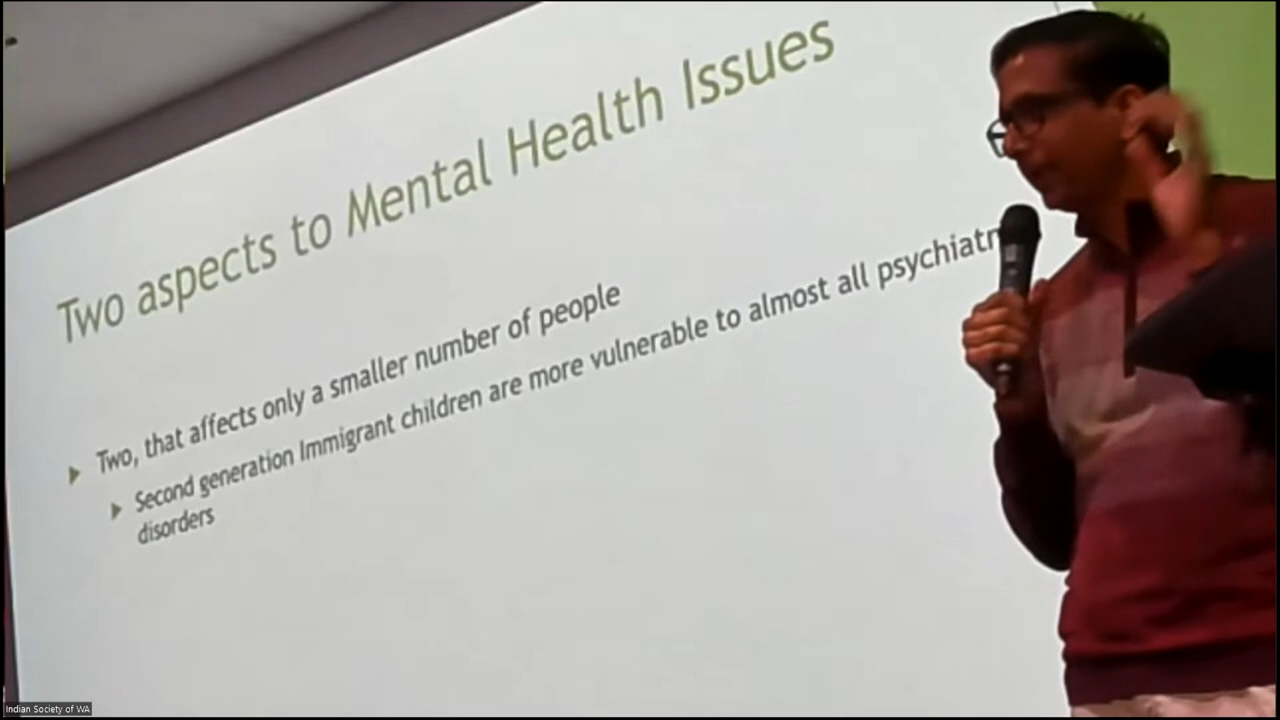 Two aspects to Mental Health Issues
Two, that affects only a smaller number of people
Second generation Immigrant children are more vulnerable to almost all
disorders
Indian Society of WA